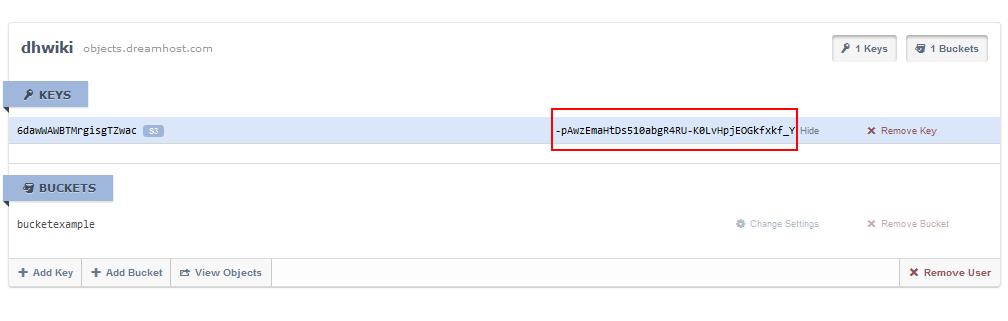 dhwiki objects.dreamhost.com 1 Keys 1 Buckets
KEYS
6dawWAWBTMrgisgTZwac S3 -pAwzEmaHtDs510abgR4RU-K0LvHpjEOGkfxkf_Y Hide Remove Key
BUCKETS
bucketexample Change Settings Remove Bucket
Add Key Add Bucket View Objects Remove User